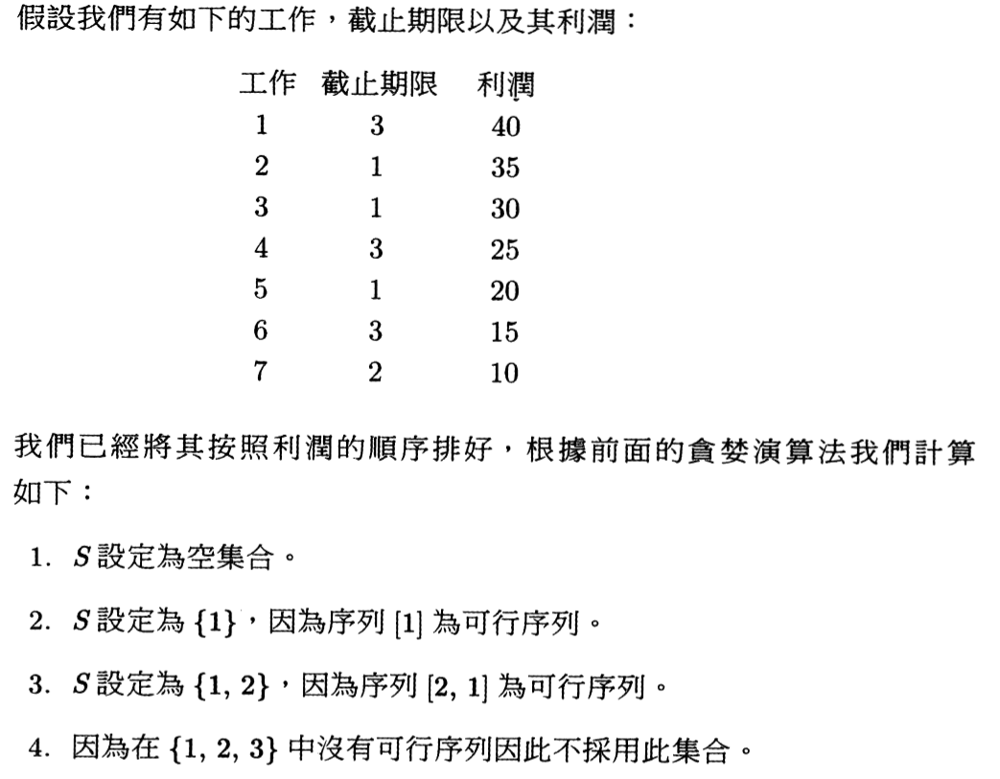 假設我們有如下的工作，截止期限以及其利潤：
工作 截止期限 利潤
1 3 40
2 1 35
3 1 30
4 3 25
5 1 20
6 3 15
7 2 10
我們已經將其按照利潤的順序排好，根據前面的貪婪演算法我們計算
如下：
1. S 設定為空集合。
2. S 設定為 {1}，因為序列 [1] 為可行序列。
3. S 設定為 {1, 2}，因為序列 [2, 1] 為可行序列。
4. 因為在 {1, 2, 3} 中沒有可行序列因此不採用此集合。